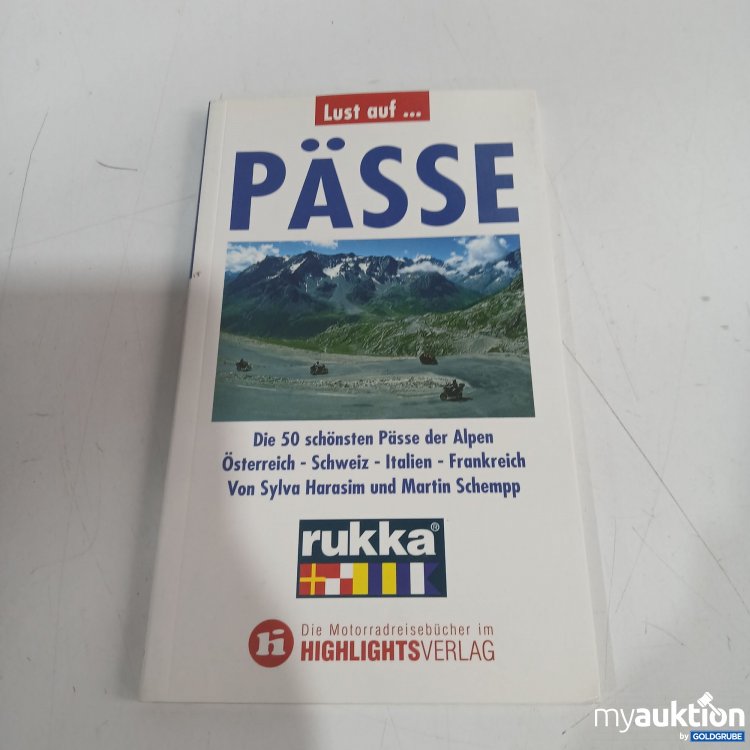 Lust auf ...
PÄSSE
Die 50 schönsten Pässe der Alpen
Österreich - Schweiz - Italien - Frankreich
Von Sylva Harasim und Martin Schempp
rukka®
Die Motorradreisebücher im
HIGHLIGHTSVERLAG
myauktion
by GOLDGRUBE